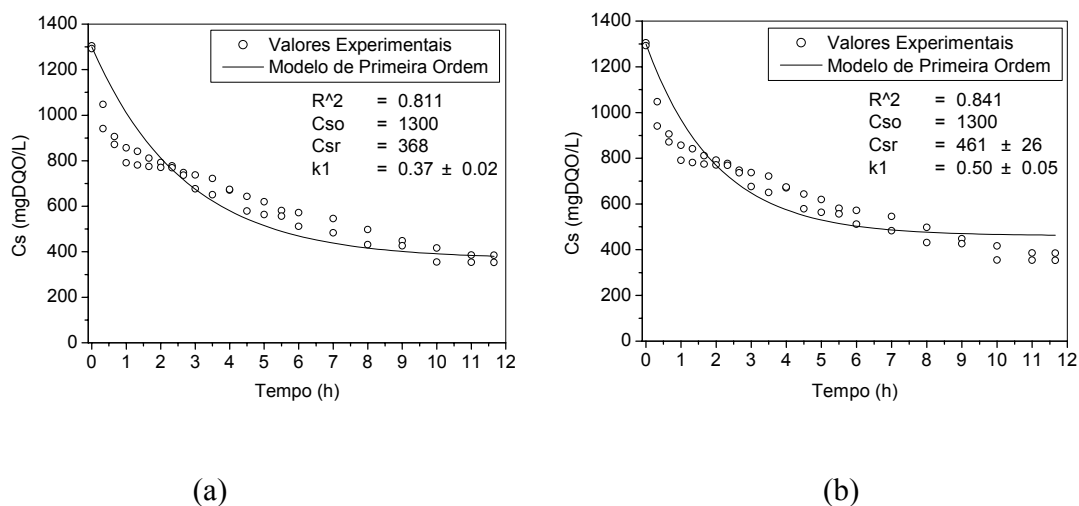 1400
1200
1000
800
600
400
200
0
Cs (mgDQO/L)
Valores Experimentais
Modelo de Primeira Ordem
R^2 = 0.811
Cso = 1300
Csr = 368
k1 = 0.37 ± 0.02
0 1 2 3 4 5 6 7 8 9 10 11 12
Tempo (h)
(a)
1400
1200
1000
800
600
400
200
0
Cs (mgDQO/L)
Valores Experimentais
Modelo de Primeira Ordem
R^2 = 0.841
Cso = 1300
Csr = 461 ± 26
k1 = 0.50 ± 0.05
0 1 2 3 4 5 6 7 8 9 10 11 12
Tempo (h)
(b)